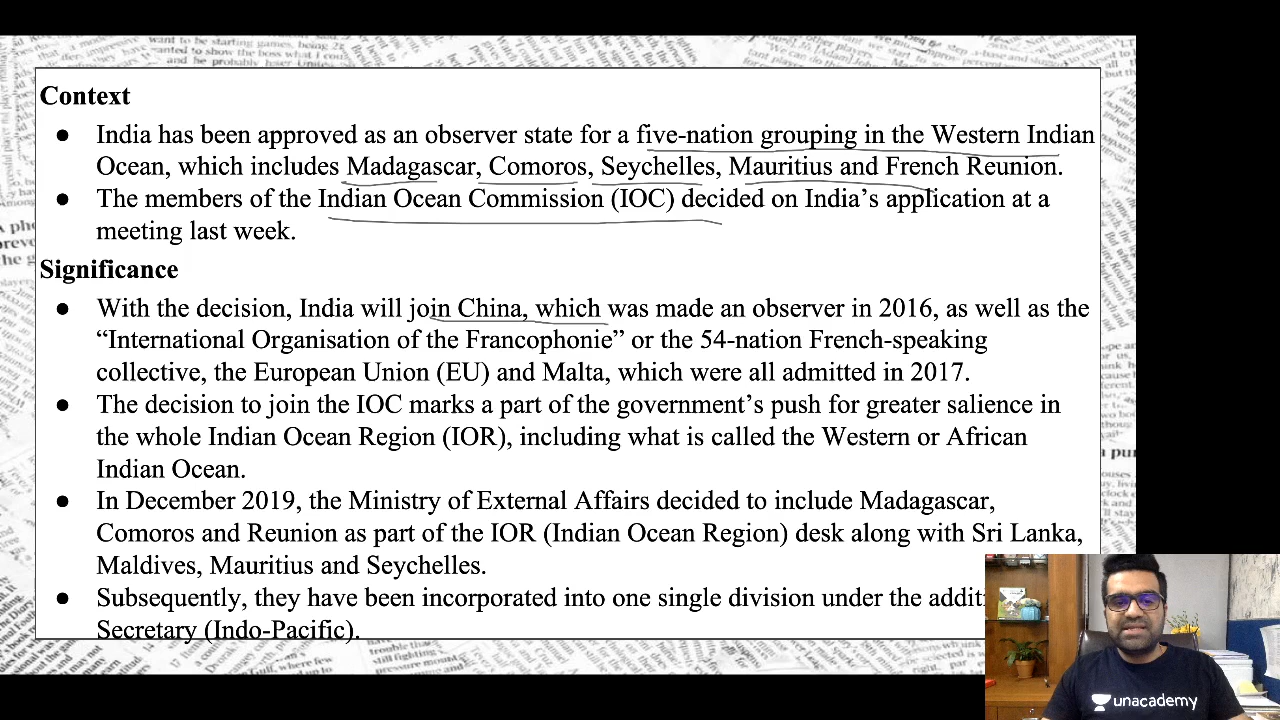 Context
● India has been approved as an observer state for a five-nation grouping in the Western Indian
Ocean, which includes Madagascar, Comoros, Seychelles, Mauritius and French Reunion.
● The members of the Indian Ocean Commission (IOC) decided on India’s application at a
meeting last week.
Significance
● With the decision, India will join China, which was made an observer in 2016, as well as the
“International Organisation of the Francophonie” or the 54-nation French-speaking
collective, the European Union (EU) and Malta, which were all admitted in 2017.
● The decision to join the IOC marks a part of the government’s push for greater salience in
the whole Indian Ocean Region (IOR), including what is called the Western or African
Indian Ocean.
● In December 2019, the Ministry of External Affairs decided to include Madagascar,
Comoros and Reunion as part of the IOR (Indian Ocean Region) desk along with Sri Lanka,
Maldives, Mauritius and Seychelles.
● Subsequently, they have been incorporated into one single division under the
Secretary (Indo-Pacific).
unacademy